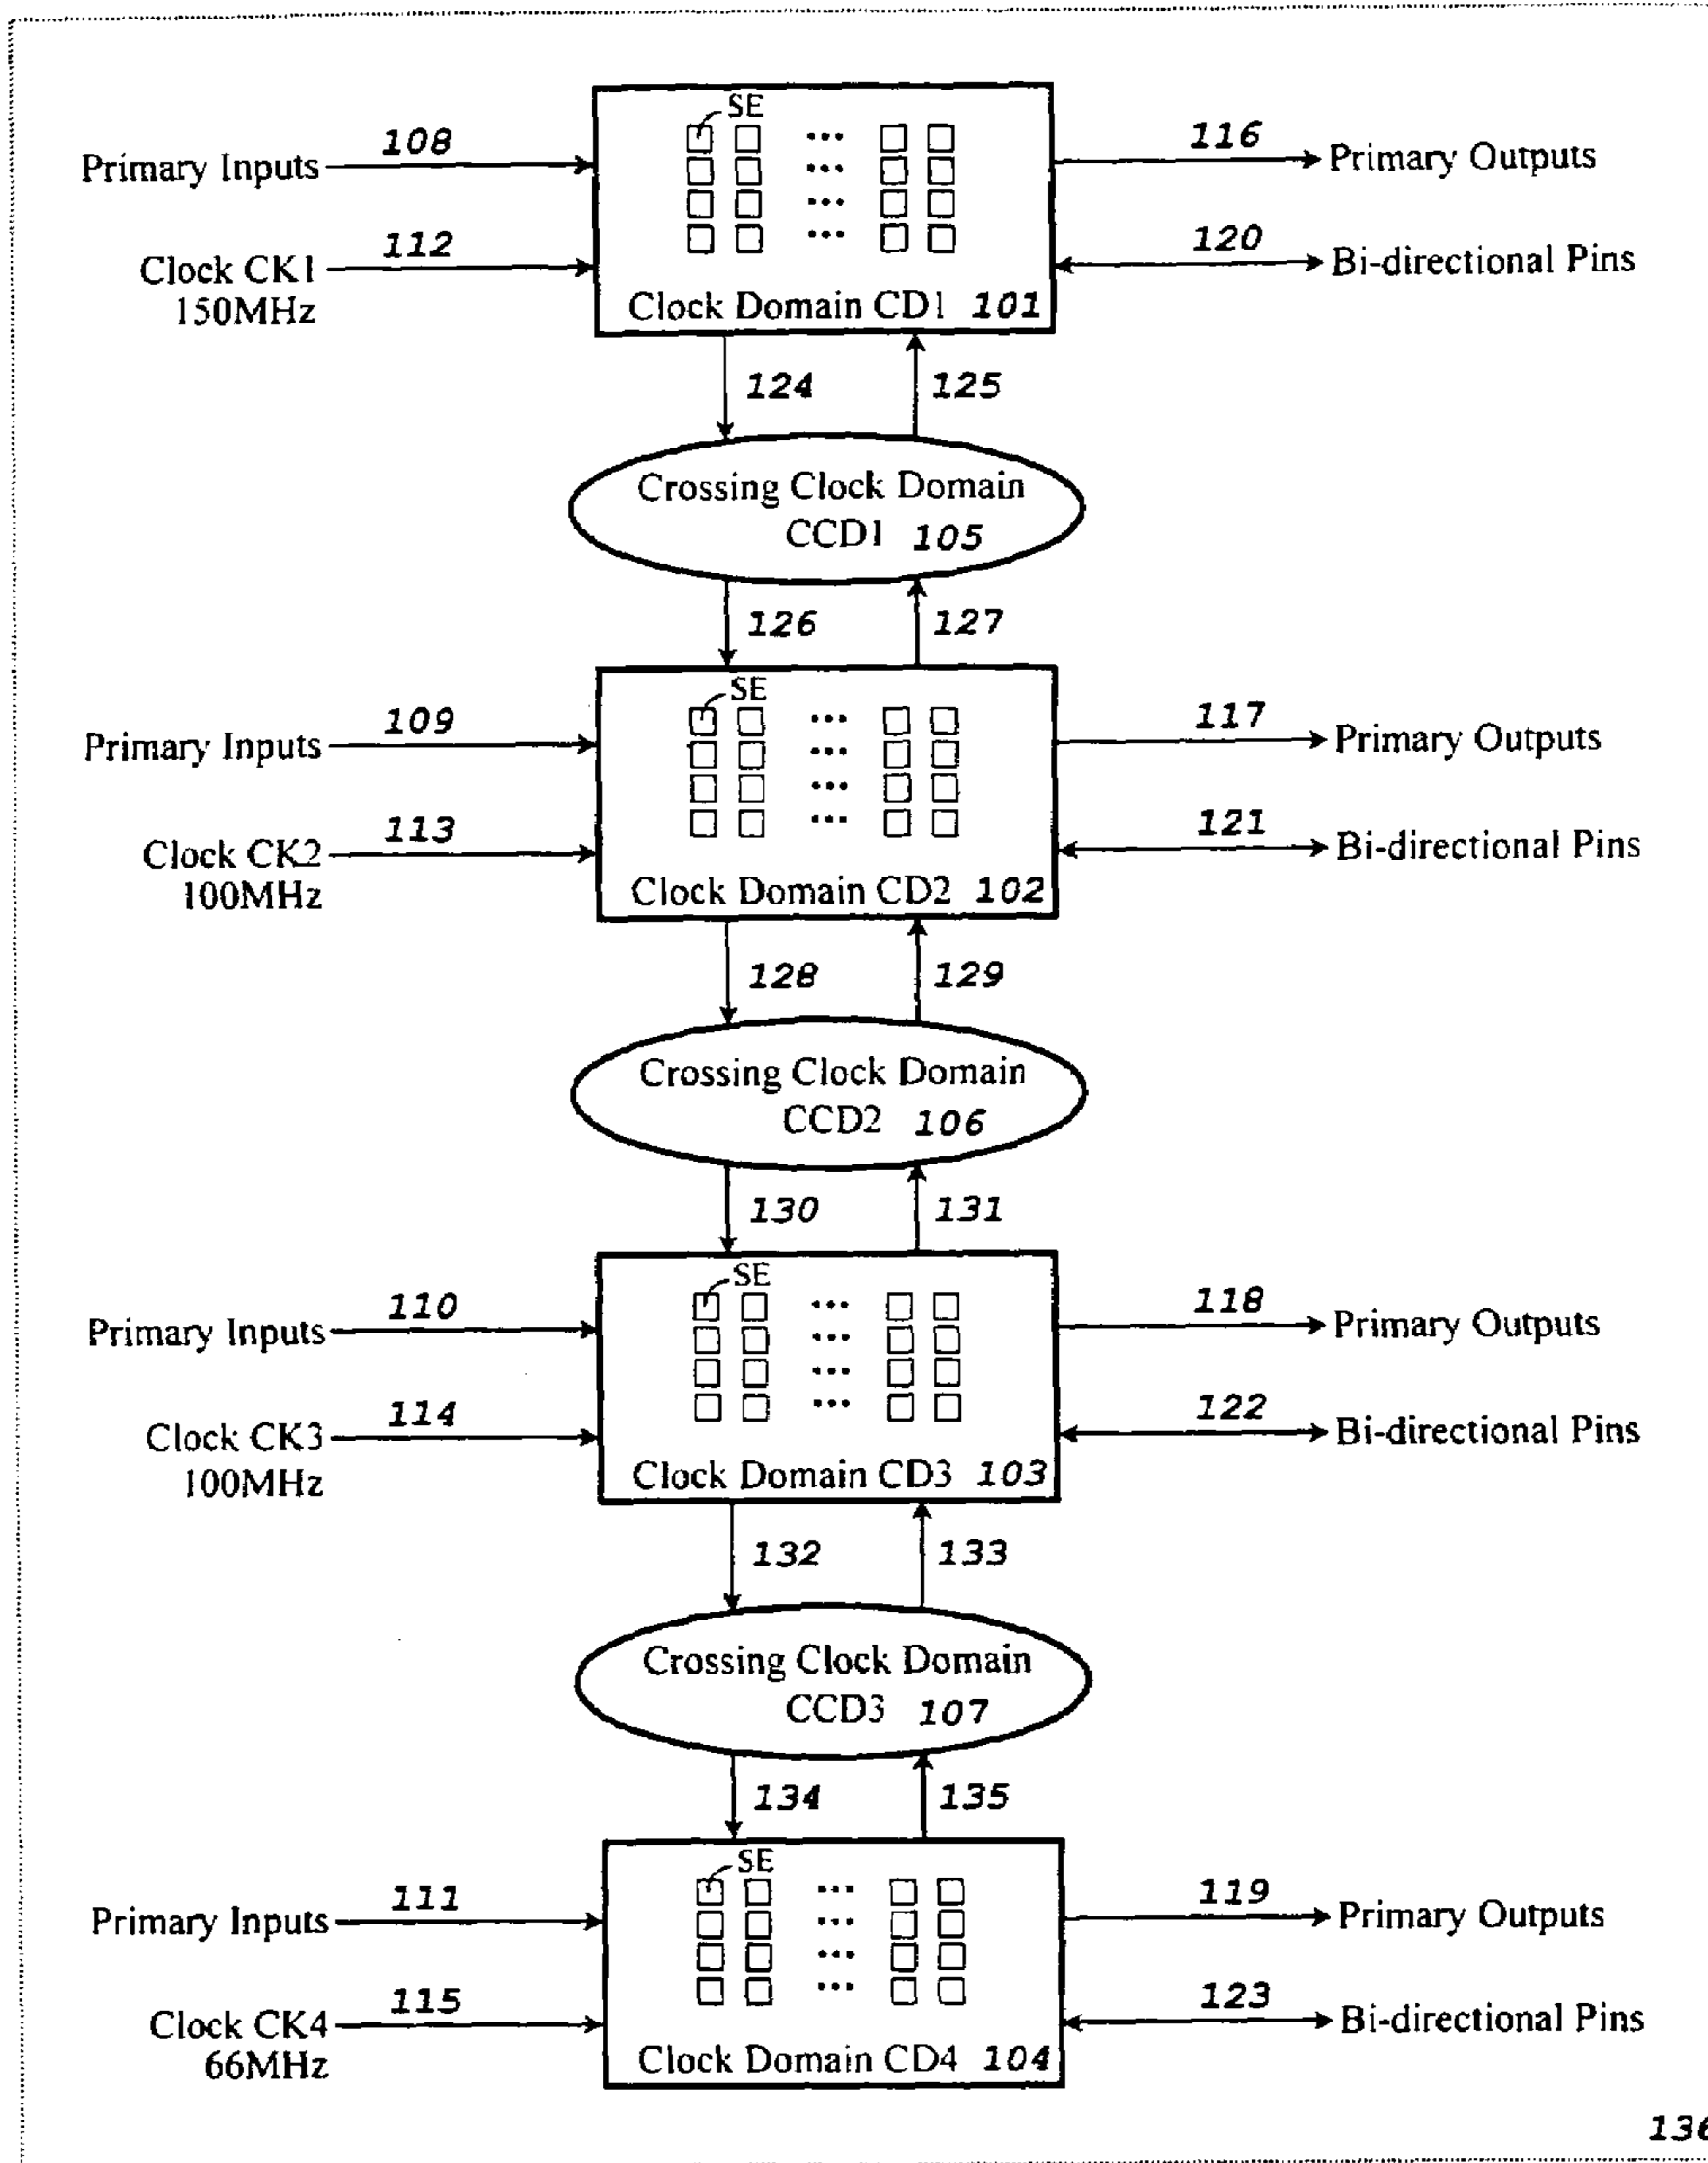 SE
108
116
Primary Inputs
Primary Outputs
112
120
Clock CK1
150MHz
Bi-directional Pins
Clock Domain CD1 101
124 125
Crossing Clock Domain
CCD1 105
126 127
SE
109
117
Primary Inputs
Primary Outputs
113
121
Clock CK2
100MHz
Bi-directional Pins
Clock Domain CD2 102
128 129
Crossing Clock Domain
CCD2 106
130 131
SE
110
118
Primary Inputs
Primary Outputs
114
122
Clock CK3
100MHz
Bi-directional Pins
Clock Domain CD3 103
132 133
Crossing Clock Domain
CCD3 107
134 135
SE
111
119
Primary Inputs
Primary Outputs
115
123
Clock CK4
66MHz
Bi-directional Pins
Clock Domain CD4 104
136